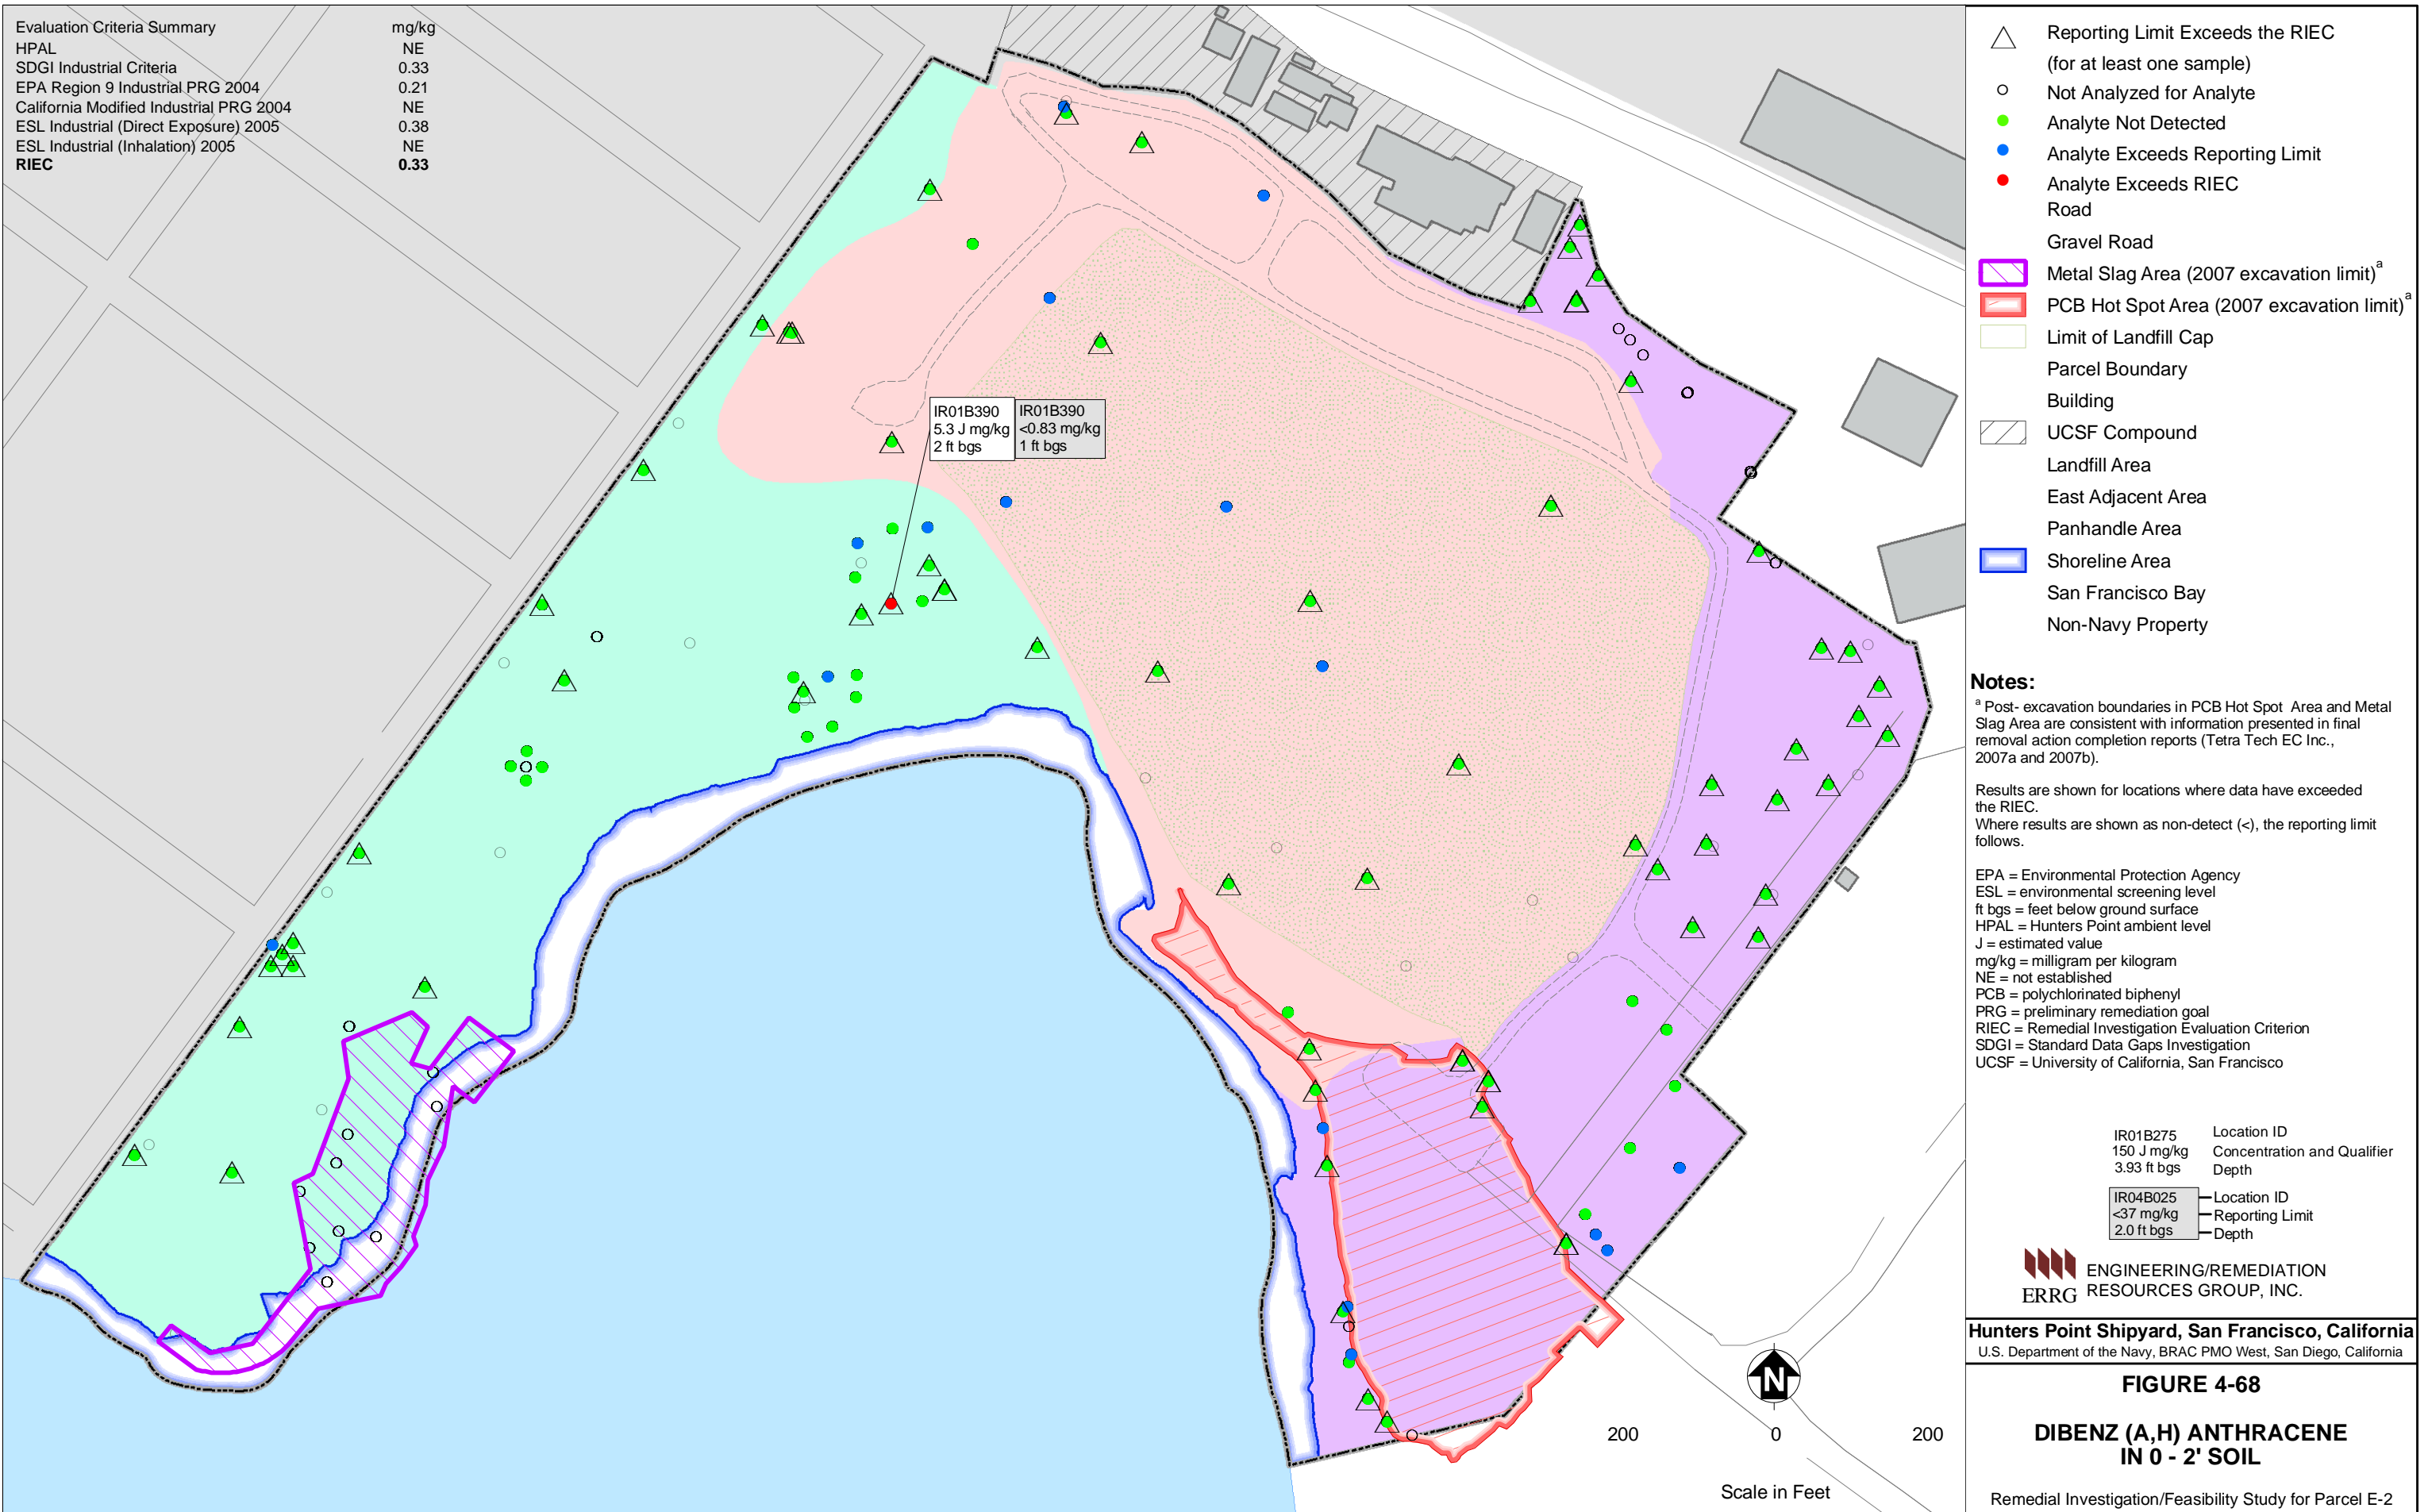 Evaluation Criteria Summary mg/kg
HPAL NE
SDGI Industrial Criteria 0.33
EPA Region 9 Industrial PRG 2004 0.21
California Modified Industrial PRG 2004 NE
ESL Industrial (Direct Exposure) 2005 0.38
ESL Industrial (Inhalation) 2005 NE
RIEC 0.33
IR01B390
5.3 J mg/kg
2 ft bgs
IR01B390
<0.83 mg/kg
1 ft bgs
N
200 0 200
Scale in Feet
Reporting Limit Exceeds the RIEC
(for at least one sample)
Not Analyzed for Analyte
Analyte Not Detected
Analyte Exceeds Reporting Limit
Analyte Exceeds RIEC
Road
Gravel Road
Metal Slag Area (2007 excavation limit)a
PCB Hot Spot Area (2007 excavation limit)a
Limit of Landfill Cap
Parcel Boundary
Building
UCSF Compound
Landfill Area
East Adjacent Area
Panhandle Area
Shoreline Area
San Francisco Bay
Non-Navy Property
Notes:
a Post- excavation boundaries in PCB Hot Spot Area and Metal
Slag Area are consistent with information presented in final
removal action completion reports (Tetra Tech EC Inc.,
2007a and 2007b).
Results are shown for locations where data have exceeded
the RIEC.
Where results are shown as non-detect (<), the reporting limit
follows.
EPA = Environmental Protection Agency
ESL = environmental screening level
ft bgs = feet below ground surface
HPAL = Hunters Point ambient level
J = estimated value
mg/kg = milligram per kilogram
NE = not established
PCB = polychlorinated biphenyl
PRG = preliminary remediation goal
RIEC = Remedial Investigation Evaluation Criterion
SDGI = Standard Data Gaps Investigation
UCSF = University of California, San Francisco
IR01B275 Location ID
150 J mg/kg Concentration and Qualifier
3.93 ft bgs Depth
IR04B025 Location ID
<37 mg/kg Reporting Limit
2.0 ft bgs Depth
ERRG
ENGINEERING/REMEDIATION
RESOURCES GROUP, INC.
Hunters Point Shipyard, San Francisco, California
U.S. Department of the Navy, BRAC PMO West, San Diego, California
FIGURE 4-68
DIBENZ (A,H) ANTHRACENE
IN 0 - 2' SOIL
Remedial Investigation/Feasibility Study for Parcel E-2